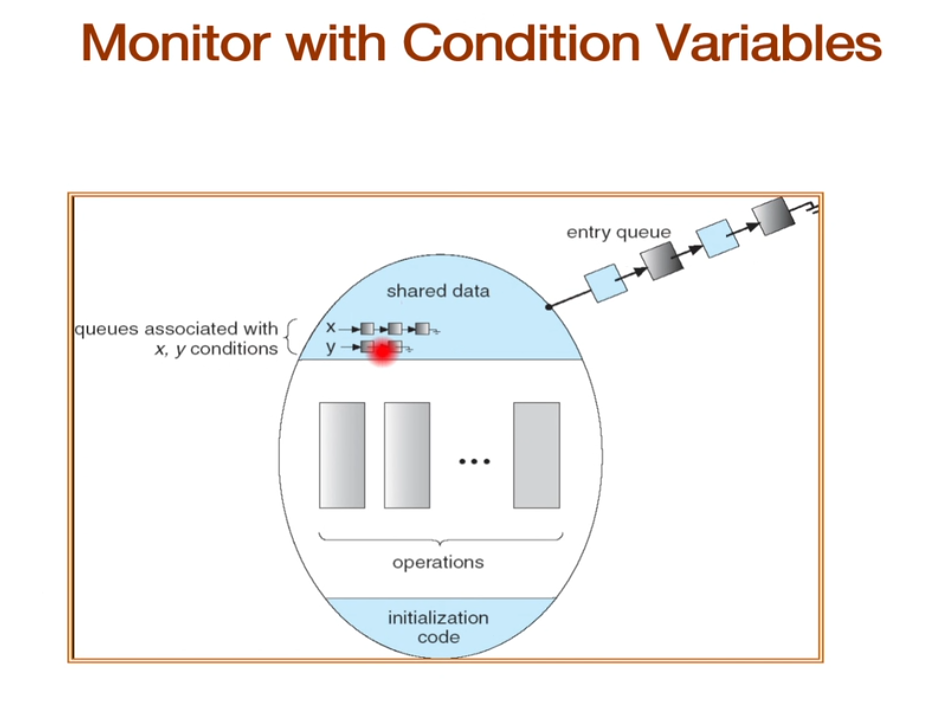 Monitor with Condition Variables
entry queue
shared data
queues associated with
x, y conditions
x
y
...
operations
initialization
code